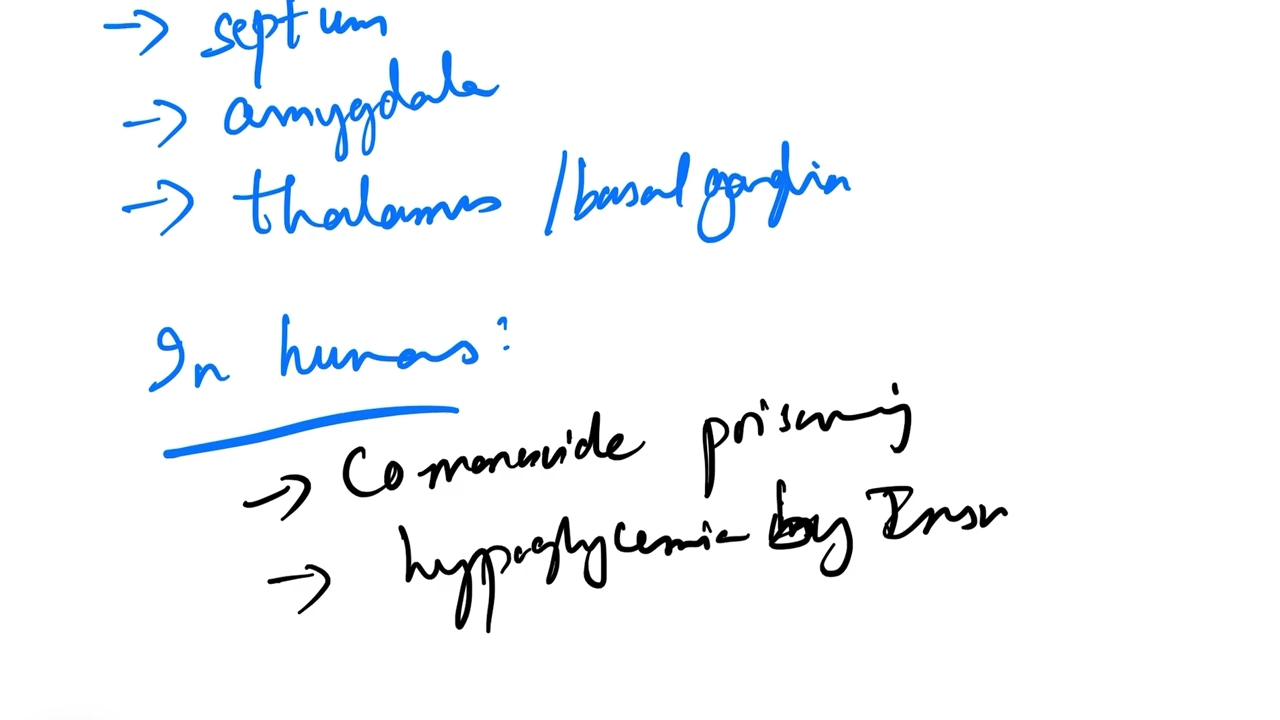 → septum
→ amygdala
→ thalamus / basal ganglia
In humans:
→ CO monoxide poisoning
→ hypoglycemia by Insu